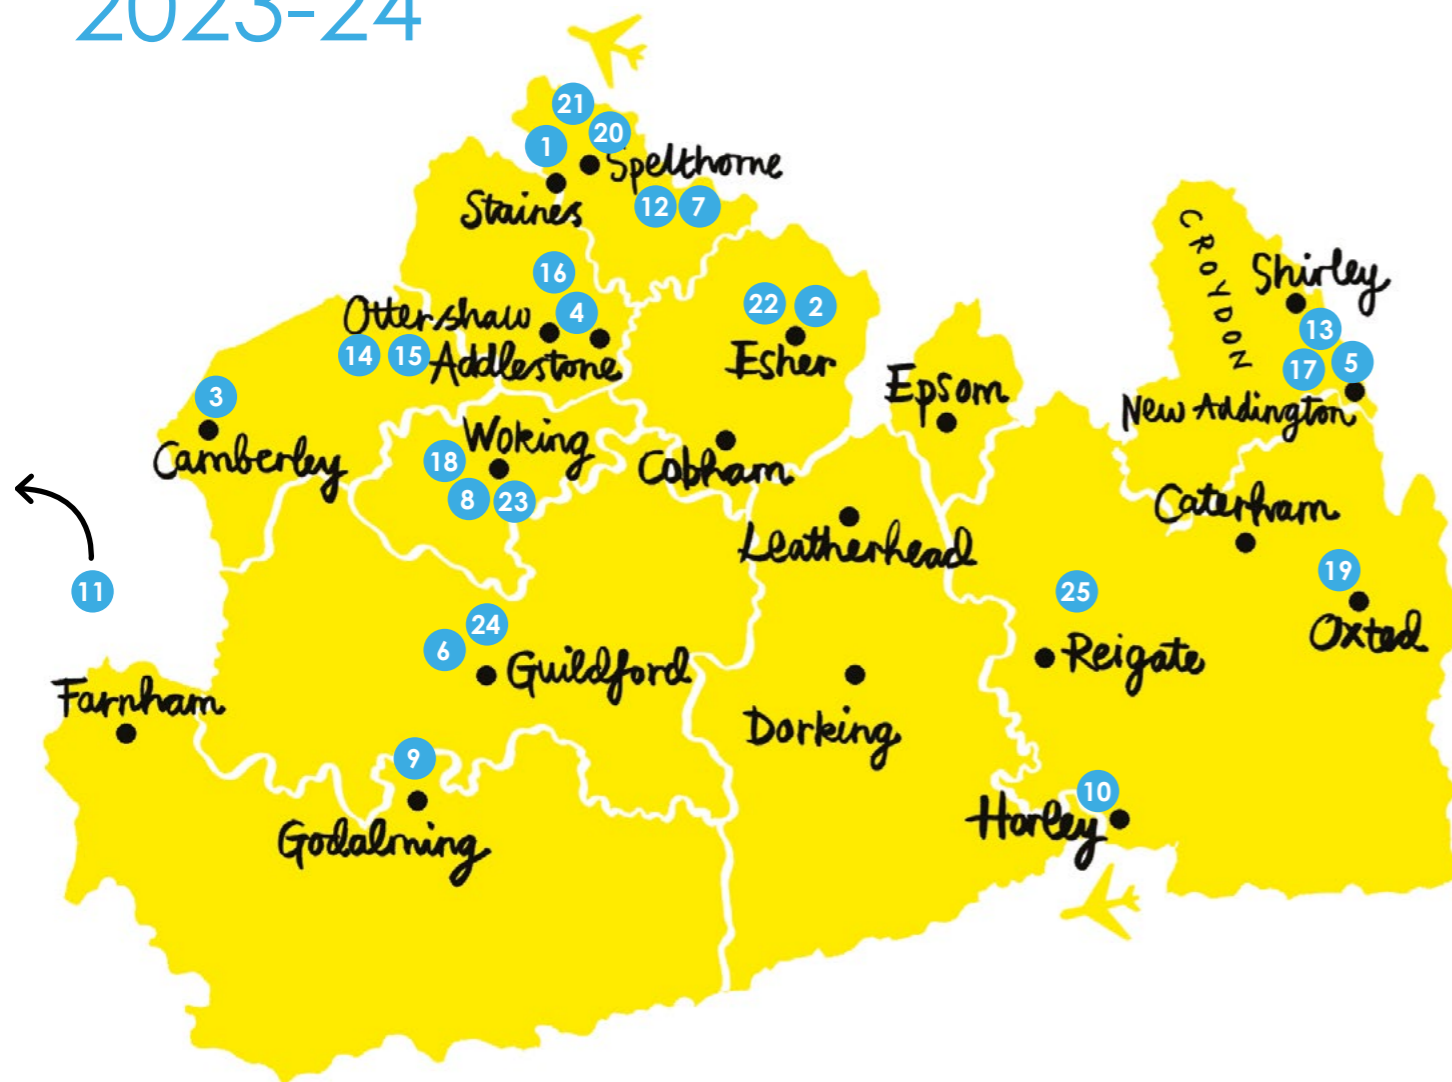 2023-24
21
20
1
Spelthorne
Staines
12 7
16
CROYDON
Shirley
Ottershaw
4
22 2
13
14 15
Addlestone
Esher
17 5
3
Epsom
New Addington
Camberley
Woking
18
Cobham
8 23
Caterham
Leatherhead
11
25
19
24
6
Guildford
Reigate
Oxted
Farnham
Dorking
9
10
Horley
Godalming